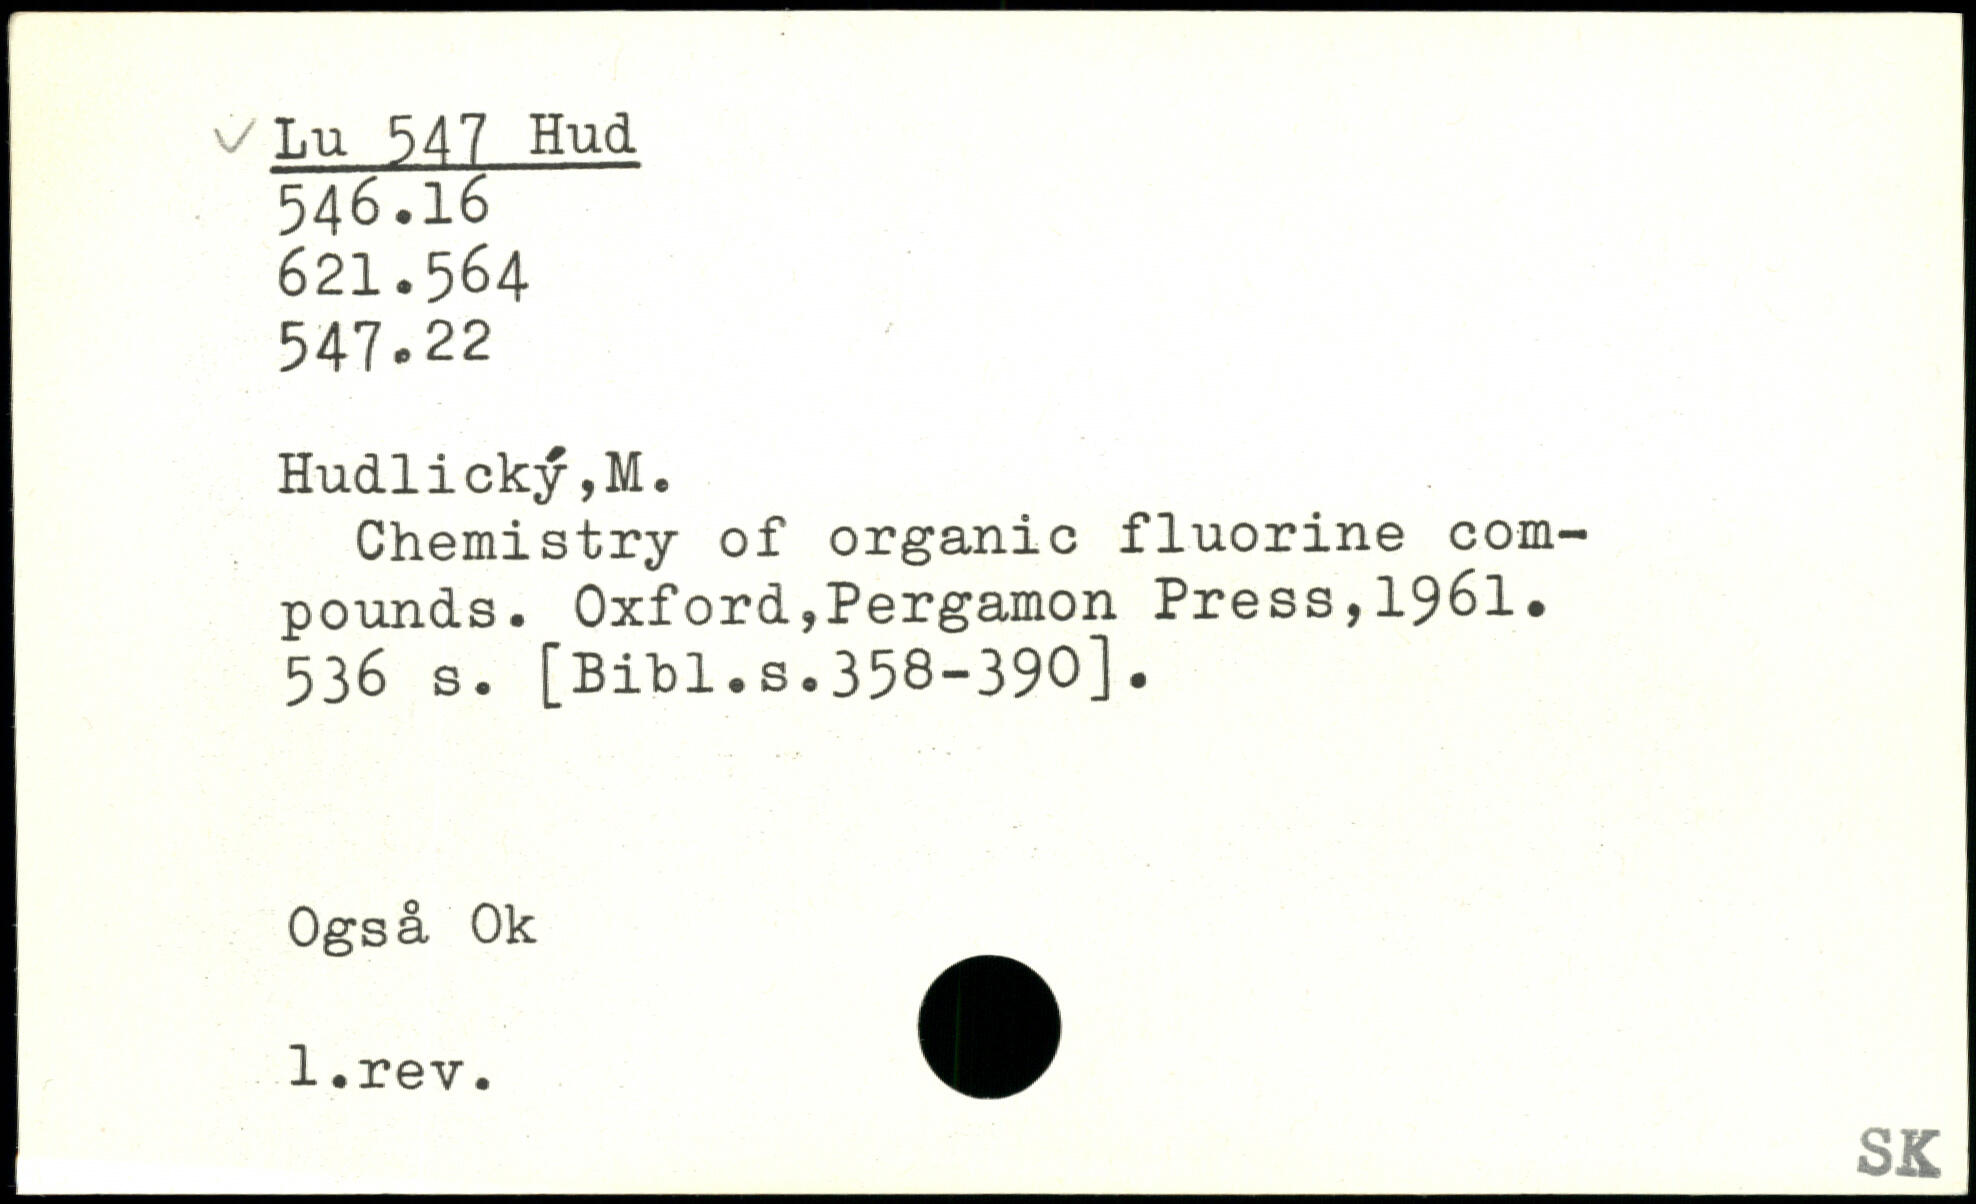 ✓ Lu 547 Hud
546.16
621.564
547.22
Hudlický,M.
Chemistry of organic fluorine com-
pounds. Oxford,Pergamon Press,1961.
536 s. [Bibl.s.358-390].
Også Ok
1.rev.
SK